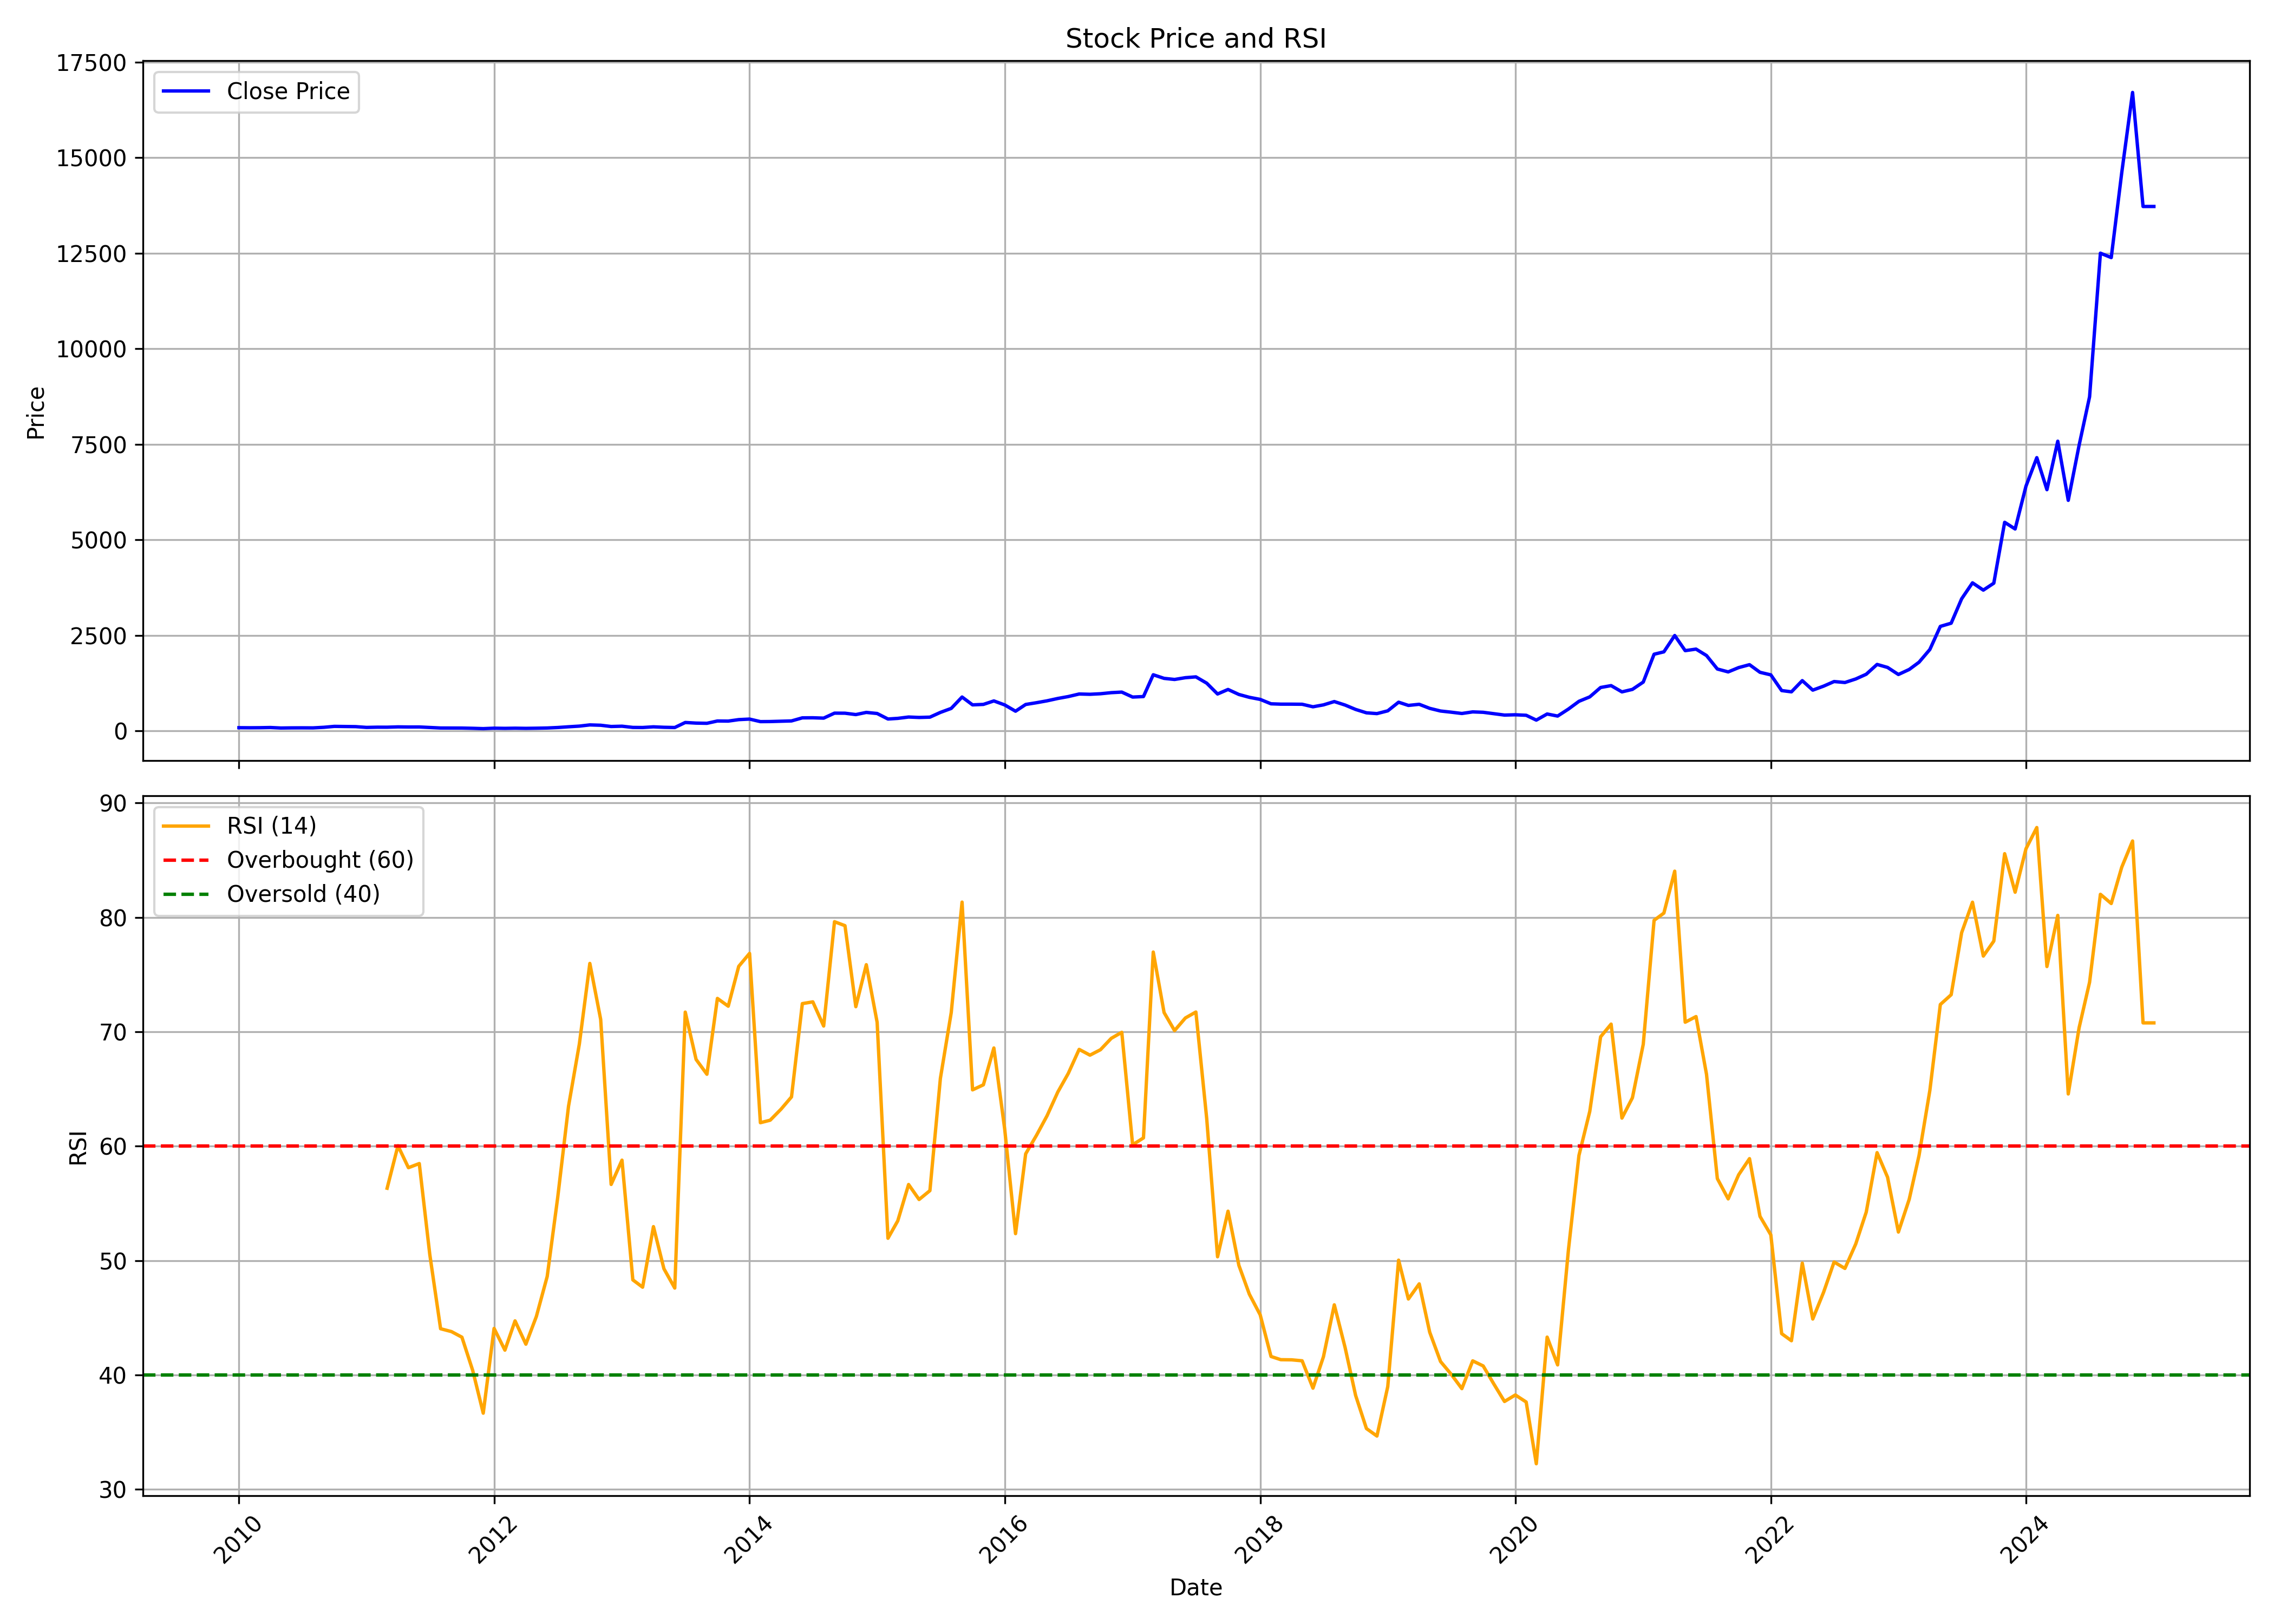 Stock Price and RSI
17500
15000
12500
10000
7500
5000
2500
0
Price
Close Price
90
80
70
60
50
40
30
RSI
RSI (14)
Overbought (60)
Oversold (40)
2010
2012
2014
2016
2018
2020
2022
2024
Date